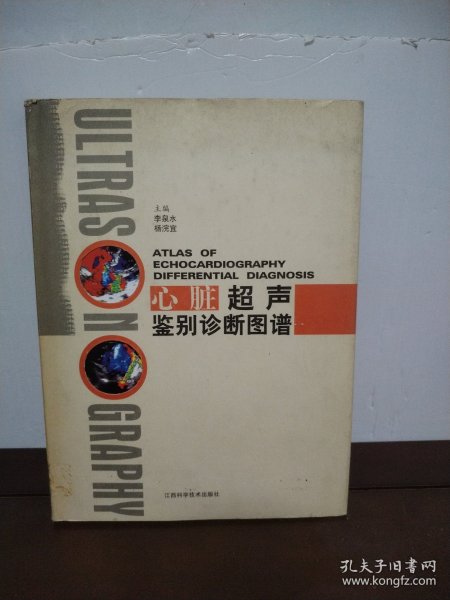 ULTRASONOGRAPHY
主编
李泉水
杨浣宜
ATLAS OF
ECHOCARDIOGRAPHY
DIFFERENTIAL DIAGNOSIS
心脏超声
鉴别诊断图谱
江西科学技术出版社
孔夫子旧书网
www.kongfz.com